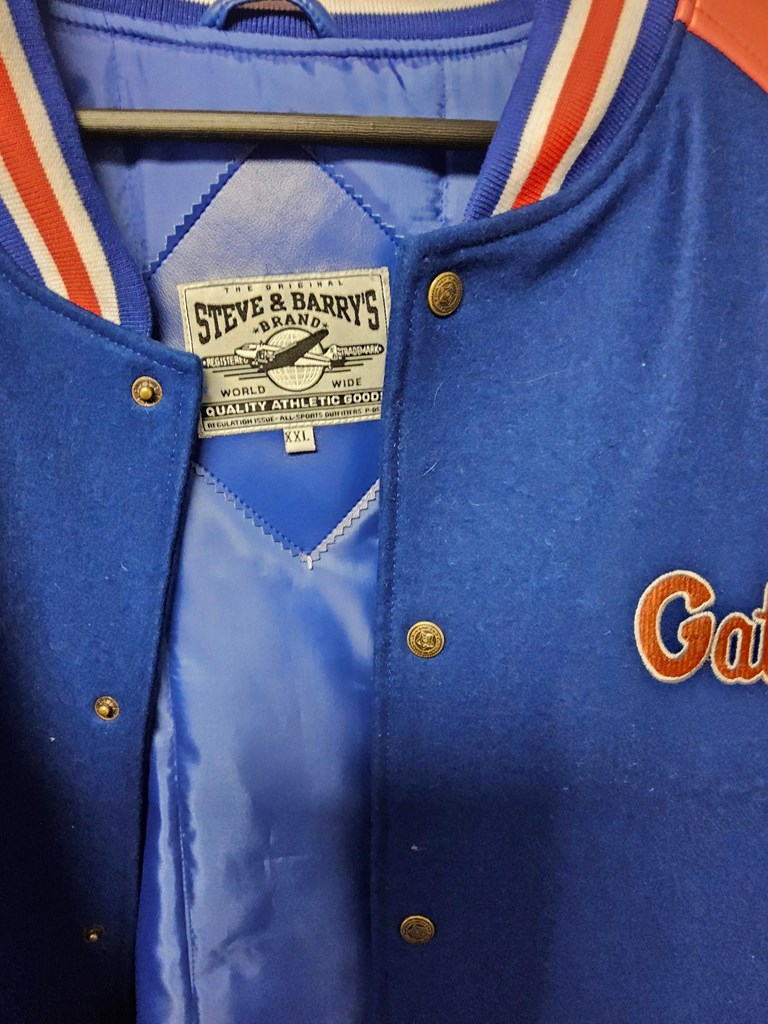 THE ORIGINAL
STEVE & BARRY'S
BRAND
REGISTERED TRADEMARK
WORLD WIDE
QUALITY ATHLETIC GOODS
REGULATION ISSUE - ALL-SPORTS OUTFITTERS
XXL
Gat